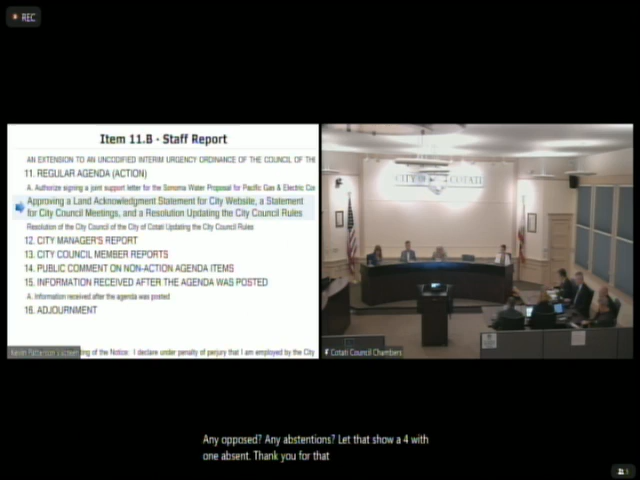 REC
Item 11.B - Staff Report
AN EXTENSION TO AN UNCODIFIED INTERIM URGENCY ORDINANCE OF THE COUNCIL OF TH
11. REGULAR AGENDA (ACTION)
A. Authorize signing a joint support letter for the Sonoma Water Proposal for Pacific Gas & Electric Co
Approving a Land Acknowledgment Statement for City Website, a Statement
for City Council Meetings, and a Resolution Updating the City Council Rules
Resolution of the City Council of the City of Cotati Updating the City Council Rules
12. CITY MANAGER'S REPORT
13. CITY COUNCIL MEMBER REPORTS
14. PUBLIC COMMENT ON NON-ACTION AGENDA ITEMS
15. INFORMATION RECEIVED AFTER THE AGENDA WAS POSTED
A. Information received after the agenda was posted
16. ADJOURNMENT
Kevin Patterson's screen
ing of the Notice: I declare under penalty of perjury that I am employed by the City
CITY OF COTATI
Cotati Council Chambers
Any opposed? Any abstentions? Let that show a 4 with
one absent. Thank you for that